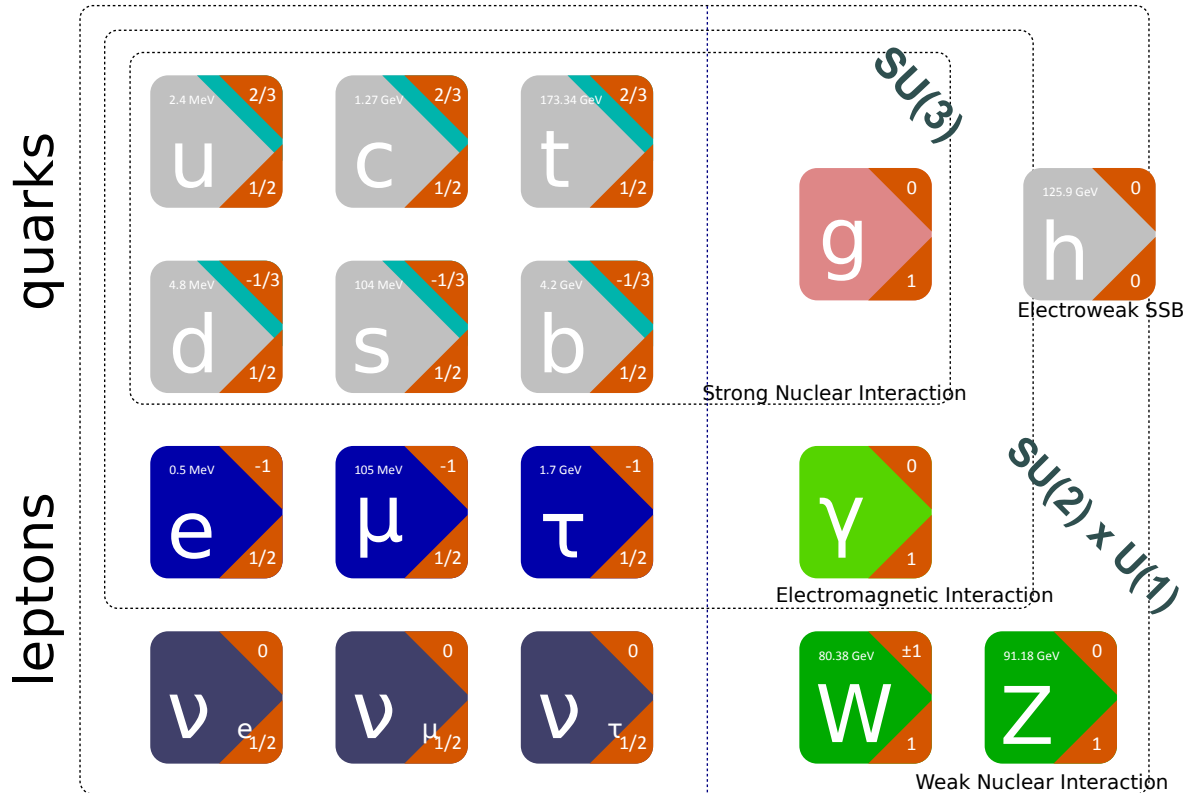 quarks
leptons
2.4 MeV
2/3
u
1/2
1.27 GeV
2/3
c
1/2
173.34 GeV
2/3
t
1/2
SU(3)
0
g
1
125.9 GeV
0
h
0
Electroweak SSB
4.8 MeV
-1/3
d
1/2
104 MeV
-1/3
s
1/2
4.2 GeV
-1/3
b
1/2
Strong Nuclear Interaction
0.5 MeV
-1
e
1/2
105 MeV
-1
μ
1/2
1.7 GeV
-1
τ
1/2
0
γ
1
Electromagnetic Interaction
SU(2) x U(1)
0
ν e
1/2
0
ν μ
1/2
0
ν τ
1/2
80.38 GeV
±1
W
1
91.18 GeV
0
Z
1
Weak Nuclear Interaction